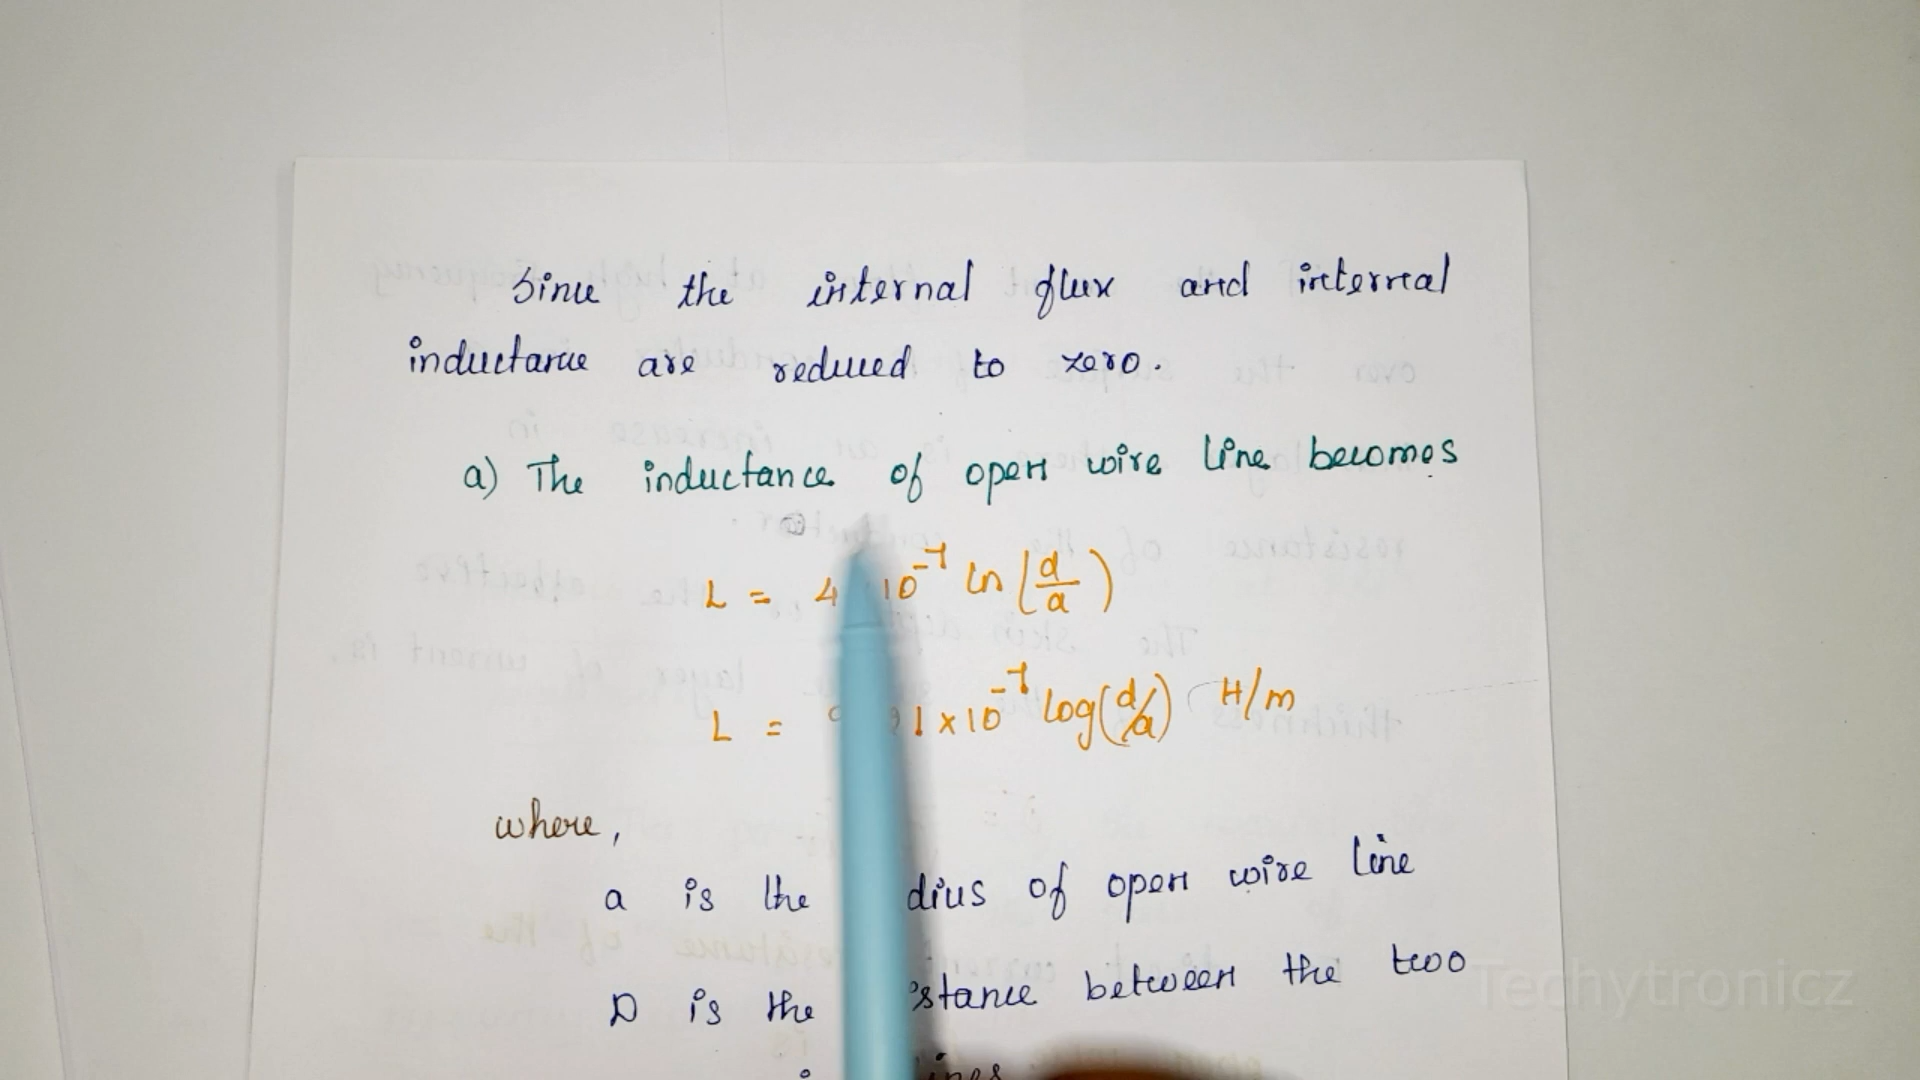 Since the internal flux and internal
inductance are reduced to zero.
a) The inductance of open wire line becomes
L = 4 10⁻⁷ ln(d/a)
L = 1 × 10⁻⁷ log(d/a) H/m
where,
a is the dius of open wire line
D is the stance between the two
Techytronicz